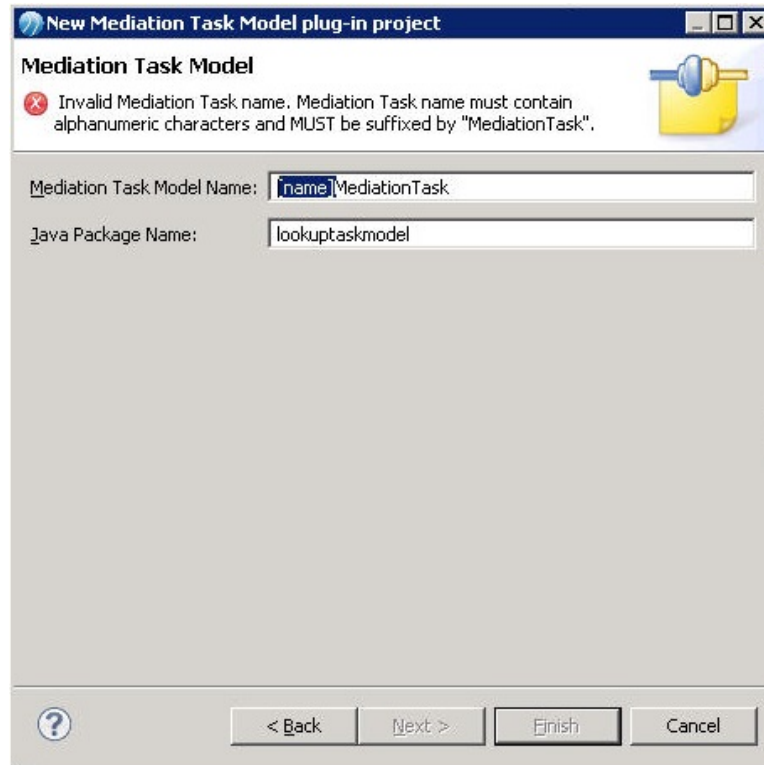 New Mediation Task Model plug-in project
Mediation Task Model
Invalid Mediation Task name. Mediation Task name must contain
alphanumeric characters and MUST be suffixed by "MediationTask".
Mediation Task Model Name: [name]MediationTask
Java Package Name: lookuptaskmodel
< Back Next > Finish Cancel